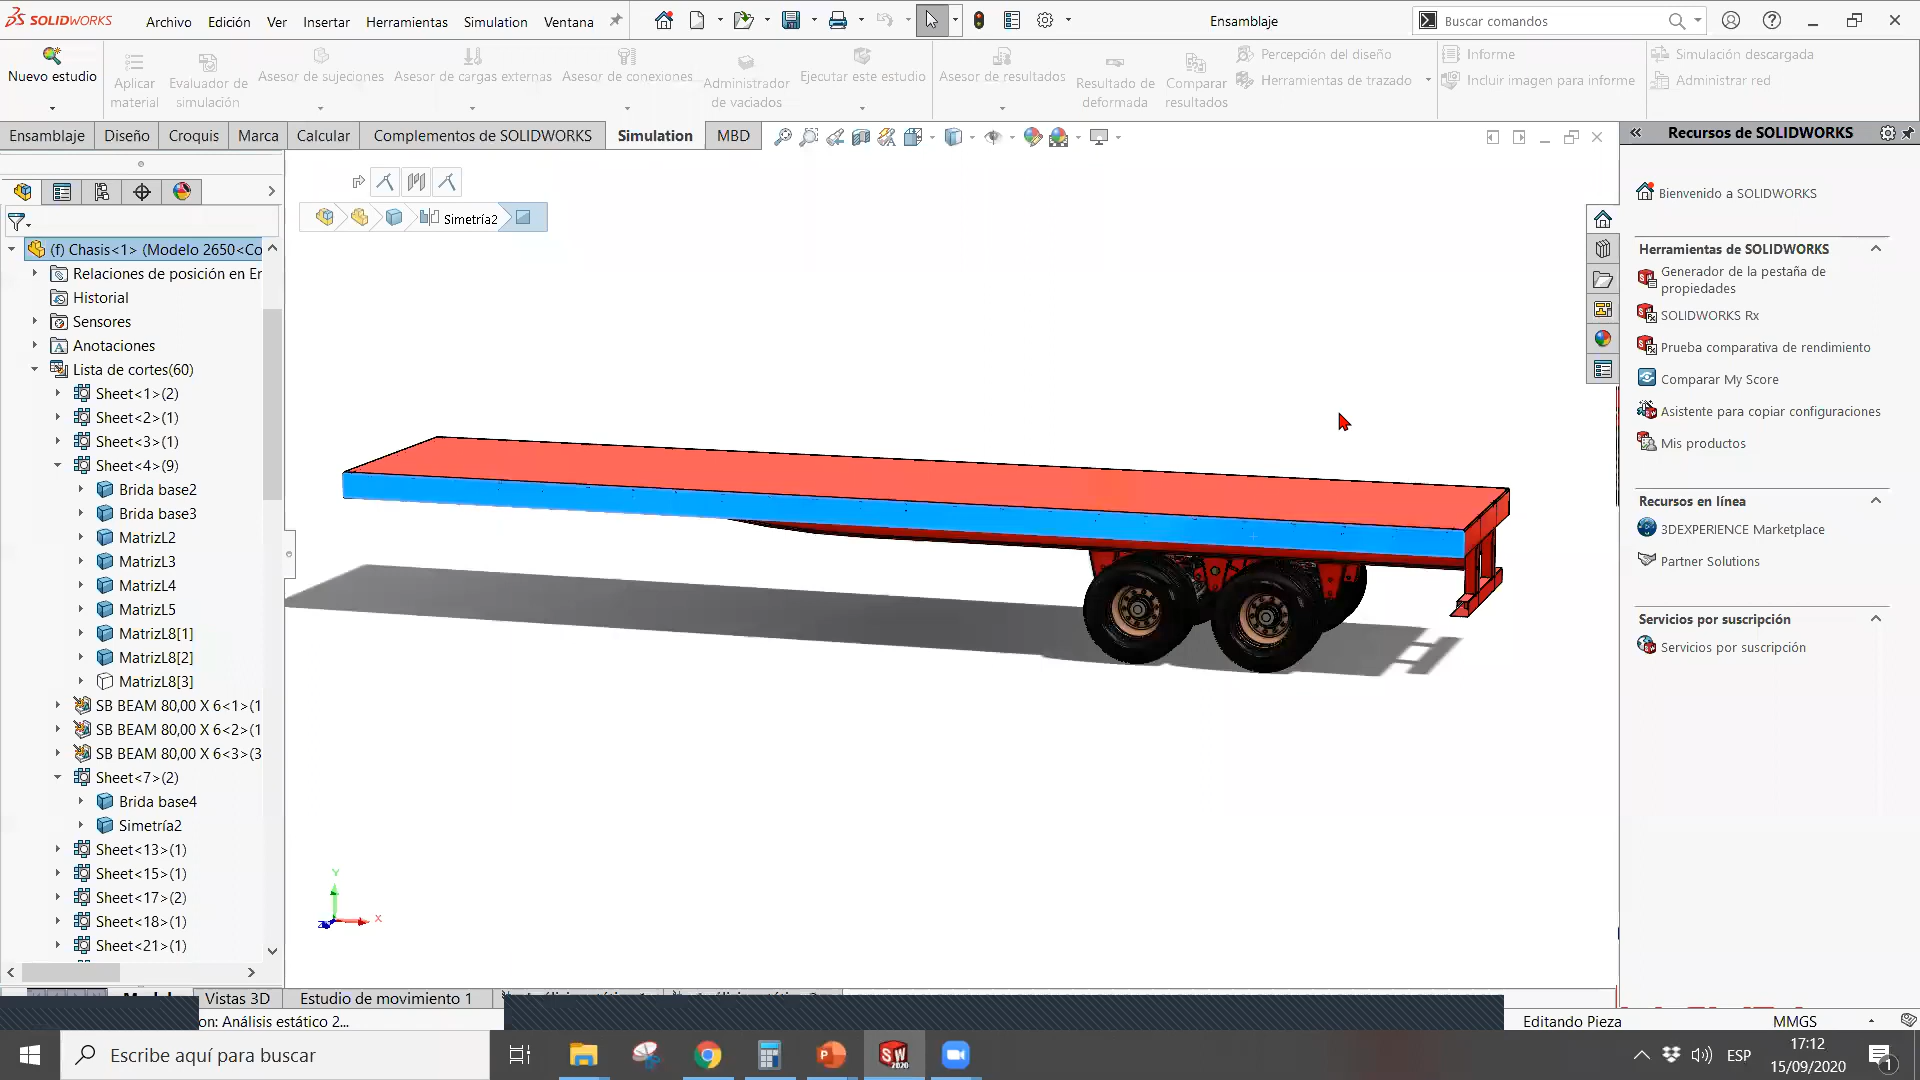 SOLIDWORKS
Archivo Edición Ver Insertar Herramientas Simulation Ventana
Ensamblaje
Buscar comandos
Nuevo estudio
Aplicar material
Evaluador de simulación
Asesor de sujeciones
Asesor de cargas externas
Asesor de conexiones
Administrador de vaciados
Ejecutar este estudio
Asesor de resultados
Resultado de deformada
Comparar resultados
Percepción del diseño
Herramientas de trazado
Informe
Incluir imagen para informe
Simulación descargada
Administrar red
Ensamblaje Diseño Croquis Marca Calcular Complementos de SOLIDWORKS Simulation MBD
Simetría2
(f) Chasis<1> (Modelo 2650<Co
Relaciones de posición en Er
Historial
Sensores
Anotaciones
Lista de cortes(60)
Sheet<1>(2)
Sheet<2>(1)
Sheet<3>(1)
Sheet<4>(9)
Brida base2
Brida base3
MatrizL2
MatrizL3
MatrizL4
MatrizL5
MatrizL8[1]
MatrizL8[2]
MatrizL8[3]
SB BEAM 80,00 X 6<1>(1
SB BEAM 80,00 X 6<2>(1
SB BEAM 80,00 X 6<3>(3
Sheet<7>(2)
Brida base4
Simetría2
Sheet<13>(1)
Sheet<15>(1)
Sheet<17>(2)
Sheet<18>(1)
Sheet<21>(1)
Y
X
Z
Recursos de SOLIDWORKS
Bienvenido a SOLIDWORKS
Herramientas de SOLIDWORKS
Generador de la pestaña de
propiedades
SOLIDWORKS Rx
Prueba comparativa de rendimiento
Comparar My Score
Asistente para copiar configuraciones
Mis productos
Recursos en línea
3DEXPERIENCE Marketplace
Partner Solutions
Servicios por suscripción
Servicios por suscripción
Vistas 3D Estudio de movimiento 1
on: Análisis estático 2...
Editando Pieza MMGS
Escribe aquí para buscar
SW 2020
ESP
17:12
15/09/2020
1